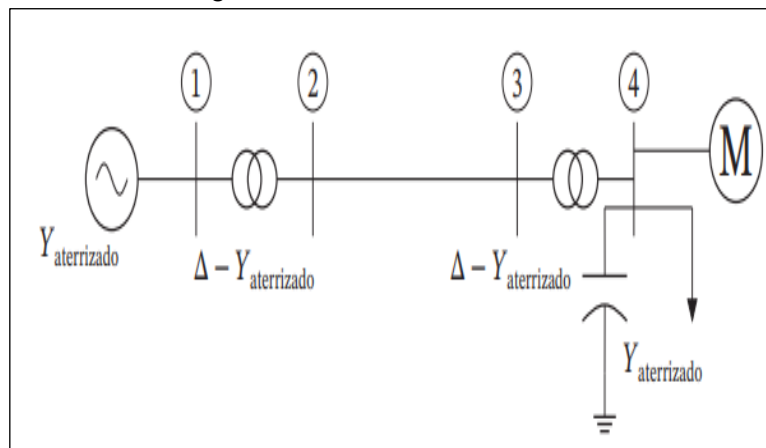 1 2 3 4
M
Y aterrizado
Δ – Y aterrizado
Δ – Y aterrizado
Y aterrizado